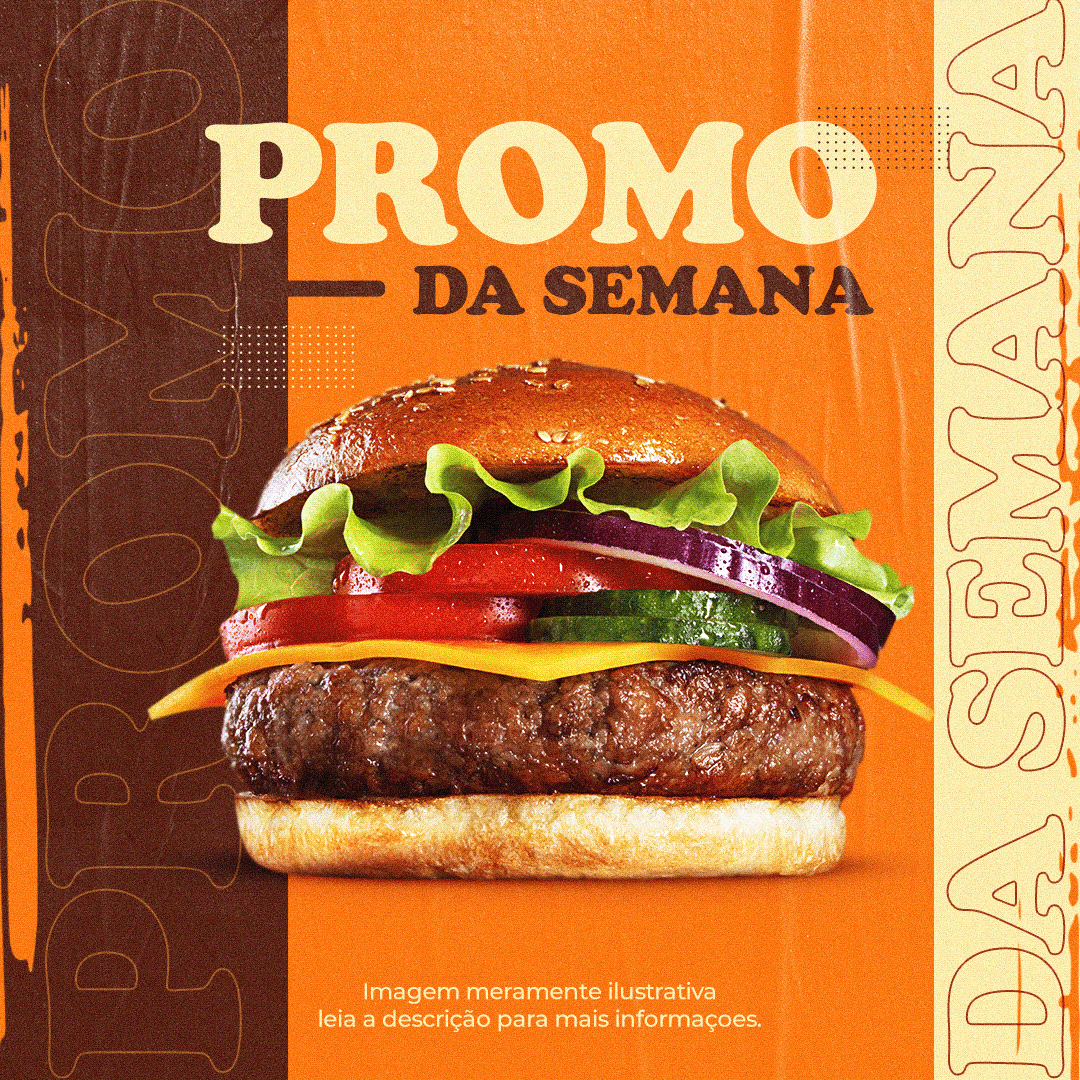 PROMO
DA SEMANA
PROMO
DA SEMANA
Imagem meramente ilustrativa
leia a descrição para mais informaçoes.